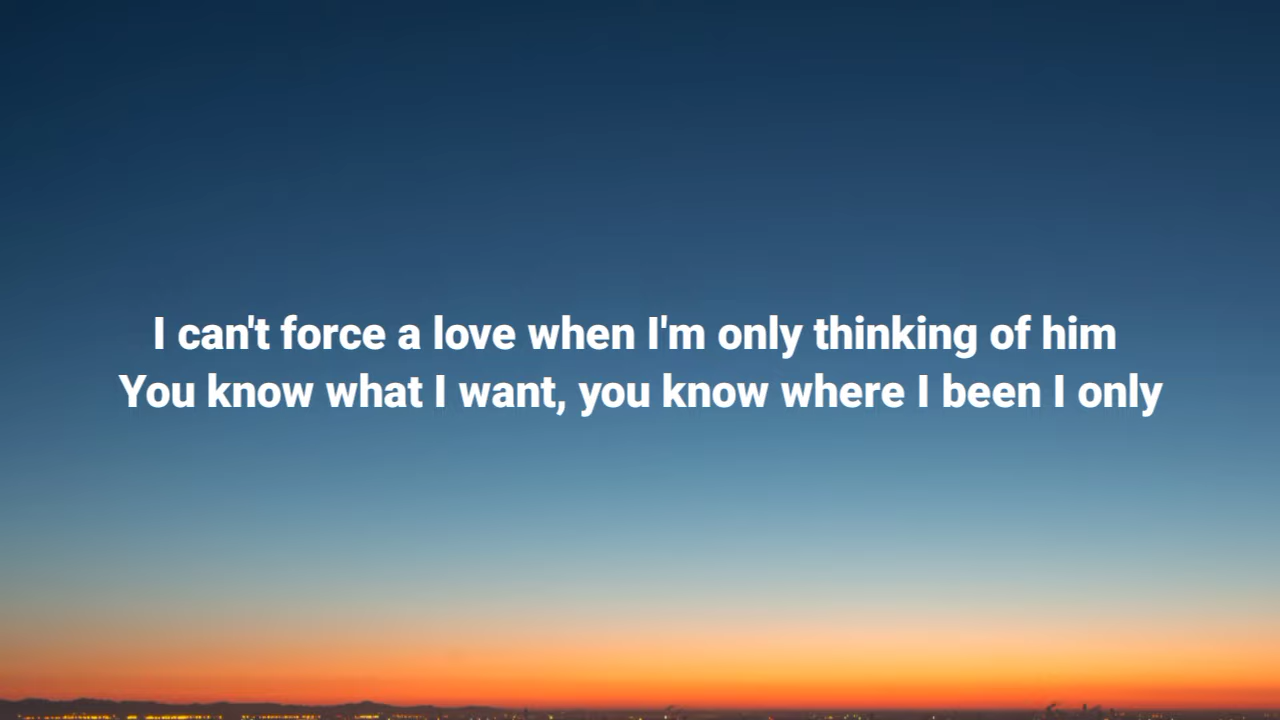 I can't force a love when I'm only thinking of him
You know what I want, you know where I been I only